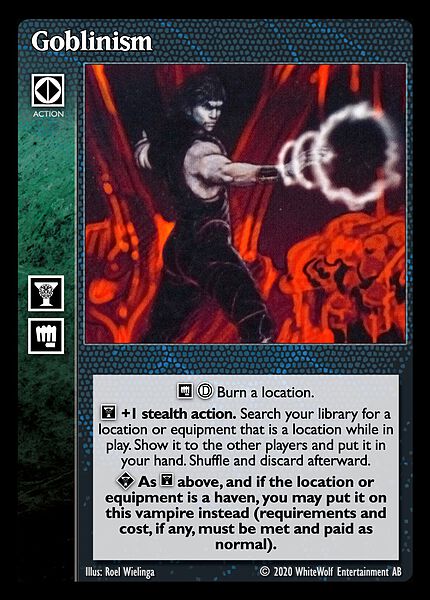 Goblinism
ACTION
D Burn a location.
+1 stealth action. Search your library for a
location or equipment that is a location while in
play. Show it to the other players and put it in
your hand. Shuffle and discard afterward.
As above, and if the location or
equipment is a haven, you may put it on
this vampire instead (requirements and
cost, if any, must be met and paid as
normal).
Illus: Roel Wielinga © 2020 WhiteWolf Entertainment AB